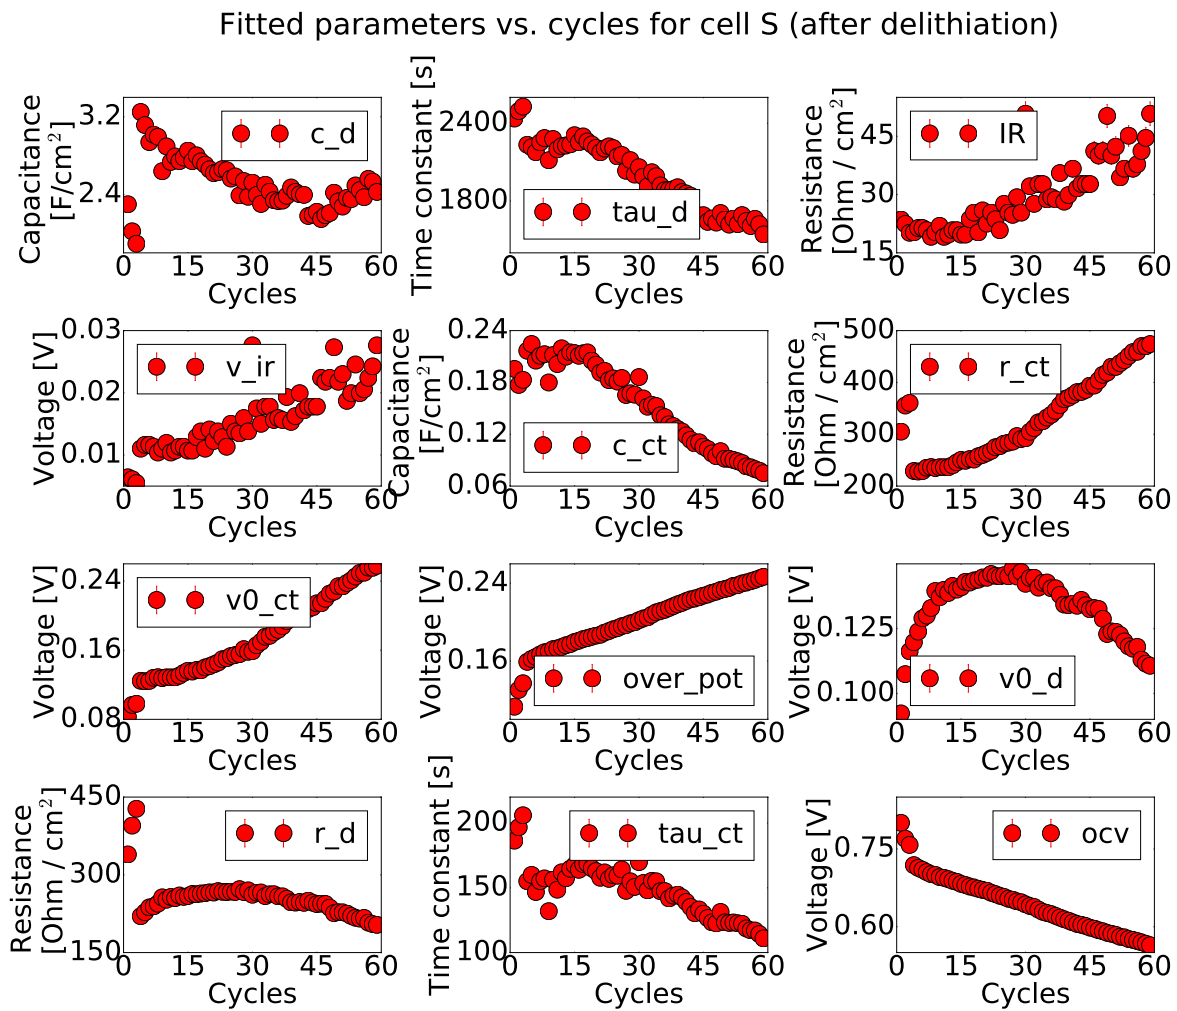 Fitted parameters vs. cycles for cell S (after delithiation)
Capacitance
[F/cm²]
3.2
2.4
c_d
0 15 30 45 60
Cycles
Time constant [s]
2400
1800
tau_d
0 15 30 45 60
Cycles
Resistance
[Ohm / cm²]
45
30
15
IR
0 15 30 45 60
Cycles
Voltage [V]
0.03
0.02
0.01
v_ir
0 15 30 45 60
Cycles
Capacitance
[F/cm²]
0.24
0.18
0.12
0.06
c_ct
0 15 30 45 60
Cycles
Resistance
[Ohm / cm²]
500
400
300
200
r_ct
0 15 30 45 60
Cycles
Voltage [V]
0.24
0.16
0.08
v0_ct
0 15 30 45 60
Cycles
Voltage [V]
0.24
0.16
over_pot
0 15 30 45 60
Cycles
Voltage [V]
0.125
0.100
v0_d
0 15 30 45 60
Cycles
Resistance
[Ohm / cm²]
450
300
150
r_d
0 15 30 45 60
Cycles
Time constant [s]
200
150
100
tau_ct
0 15 30 45 60
Cycles
Voltage [V]
0.75
0.60
ocv
0 15 30 45 60
Cycles